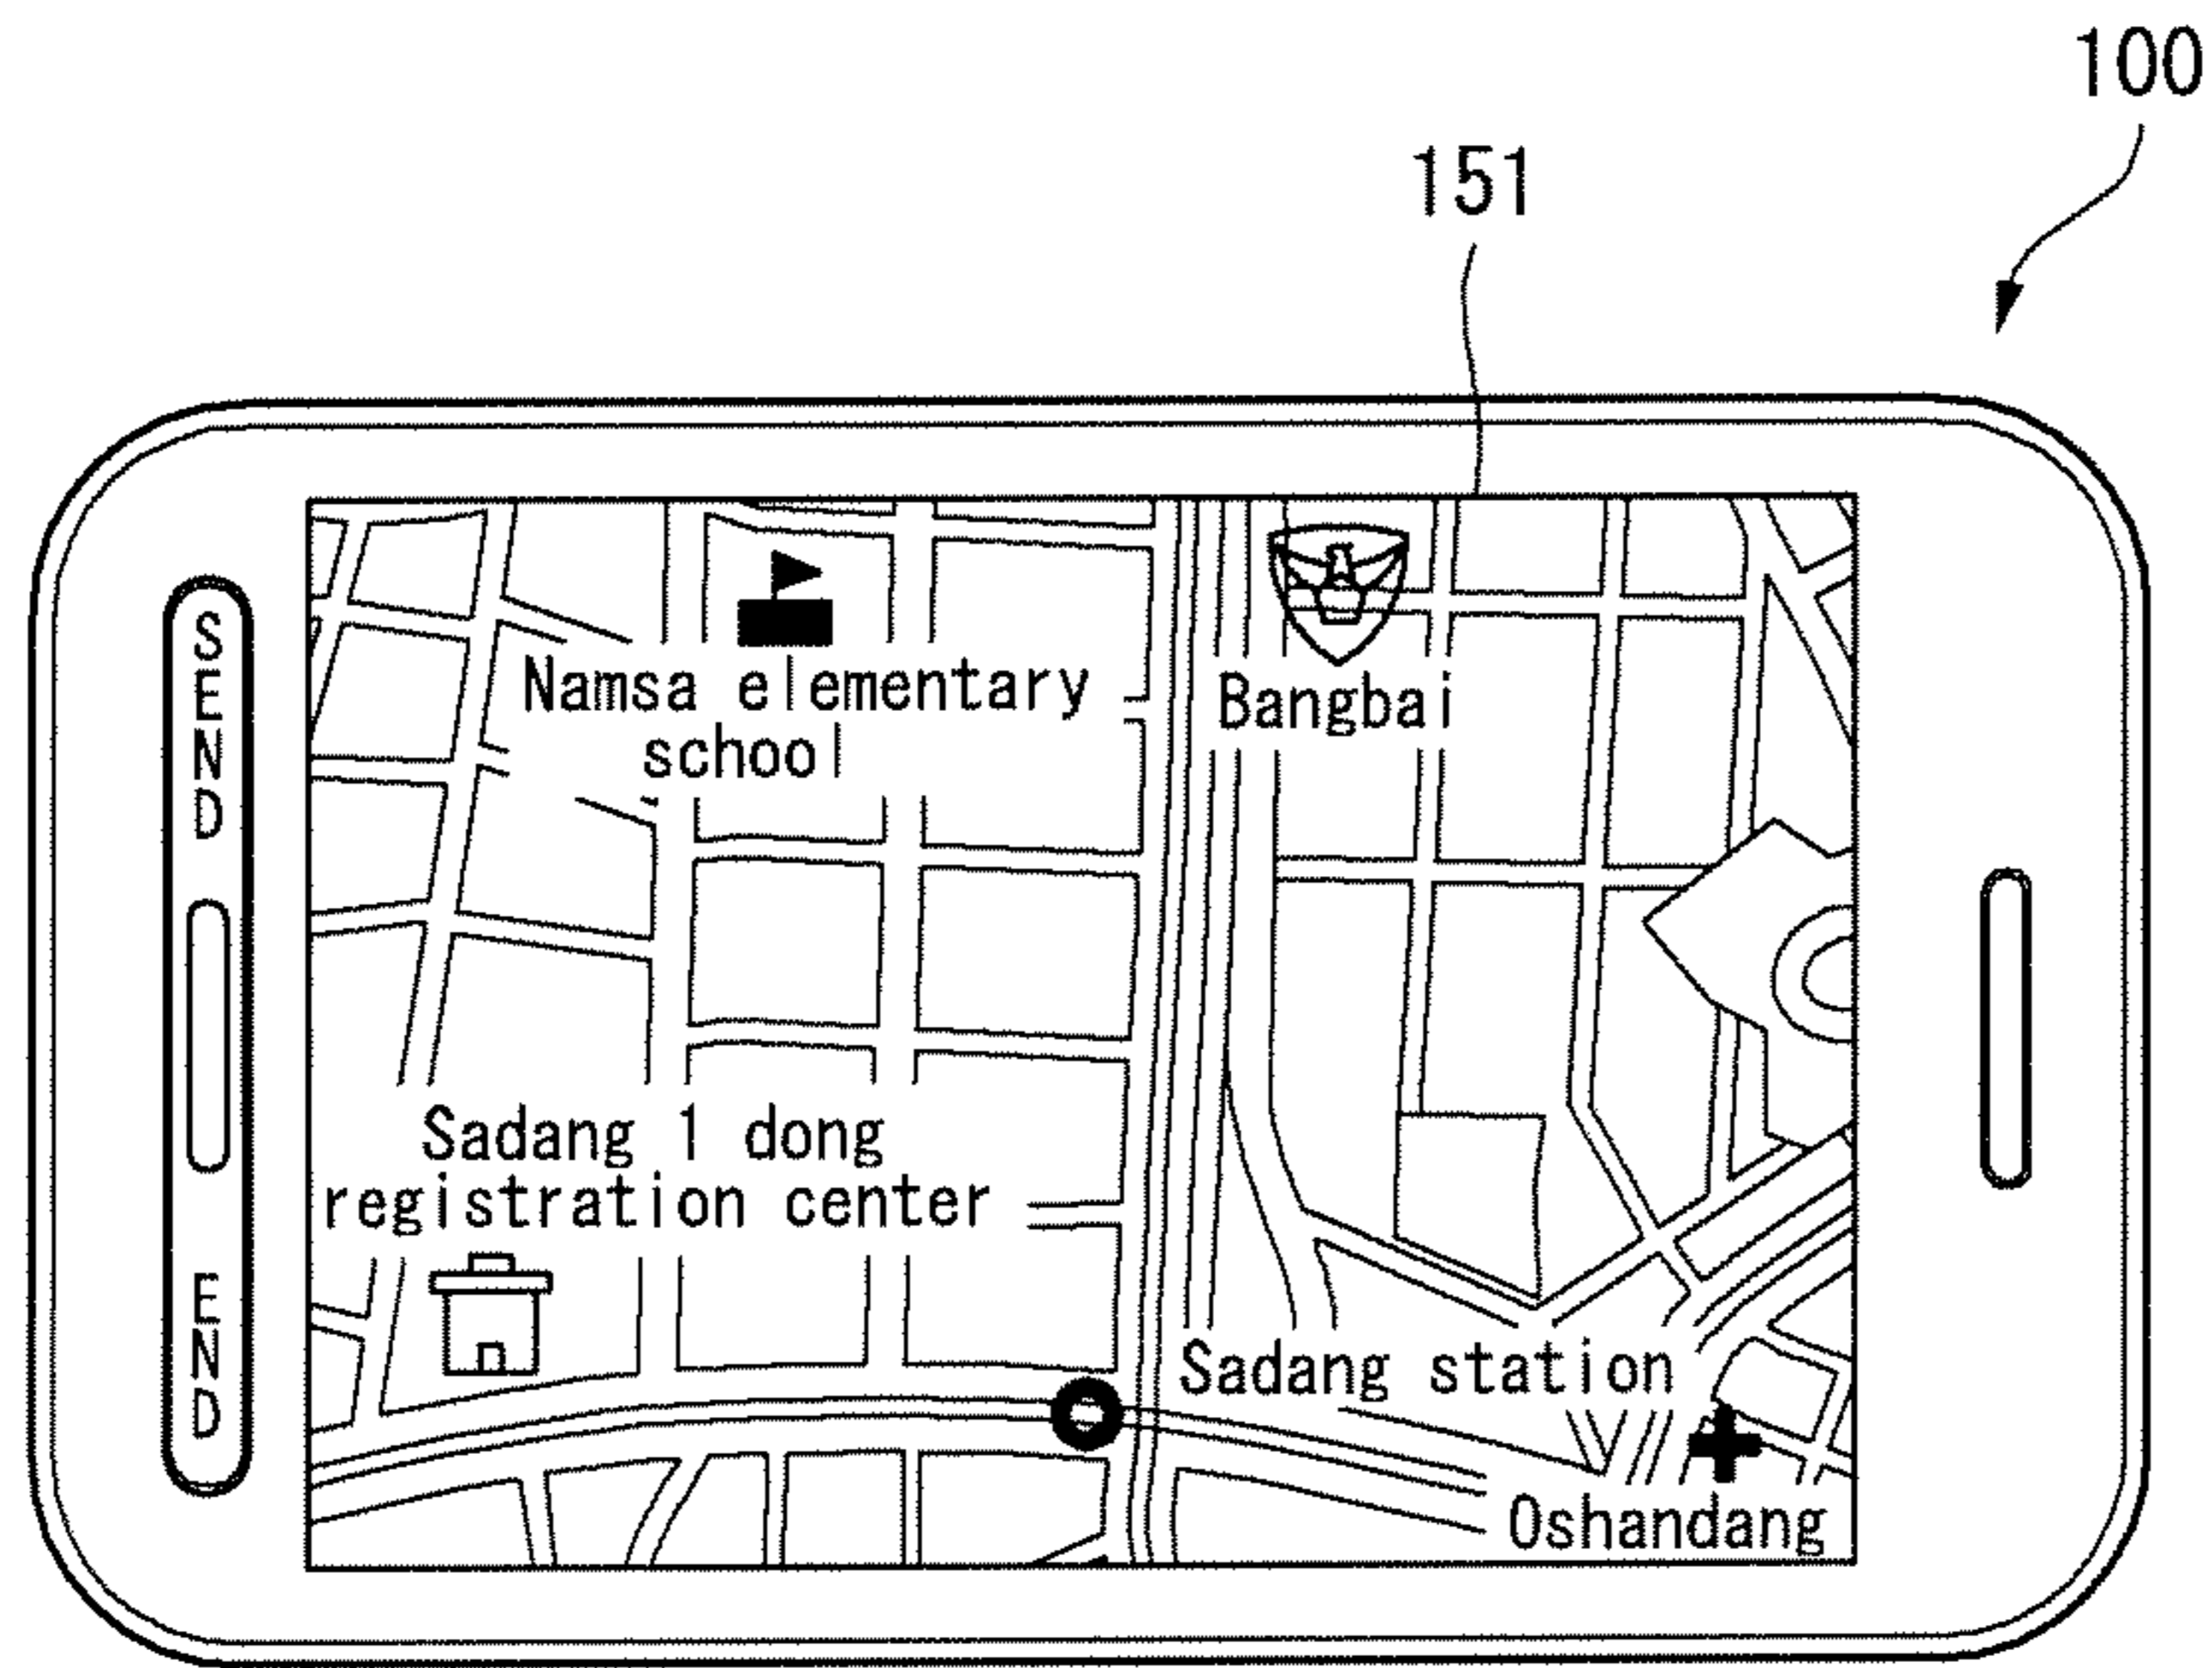 100
151
SEND
END
Namsa elementary
school
Bangbai
Sadang 1 dong
registration center
Sadang station
Oshandang